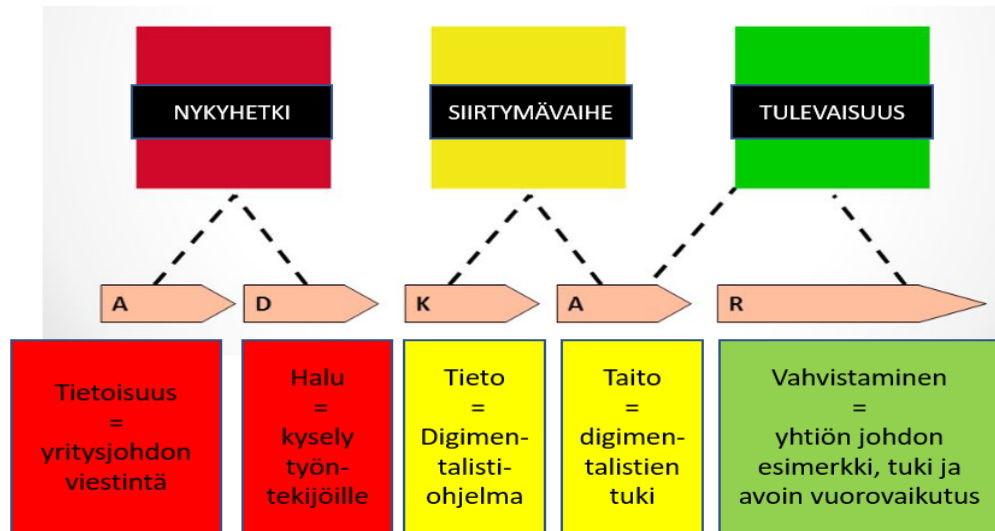 NYKYHETKI
SIIRTYMÄVAIHE
TULEVAISUUS
A
D
K
A
R
Tietoisuus
=
yritysjohdon
viestintä
Halu
=
kysely
työn-
tekijöille
Tieto
=
Digimen-
talisti-
ohjelma
Taito
=
digimen-
talistien
tuki
Vahvistaminen
=
yhtiön johdon
esimerkki, tuki ja
avoin vuorovaikutus